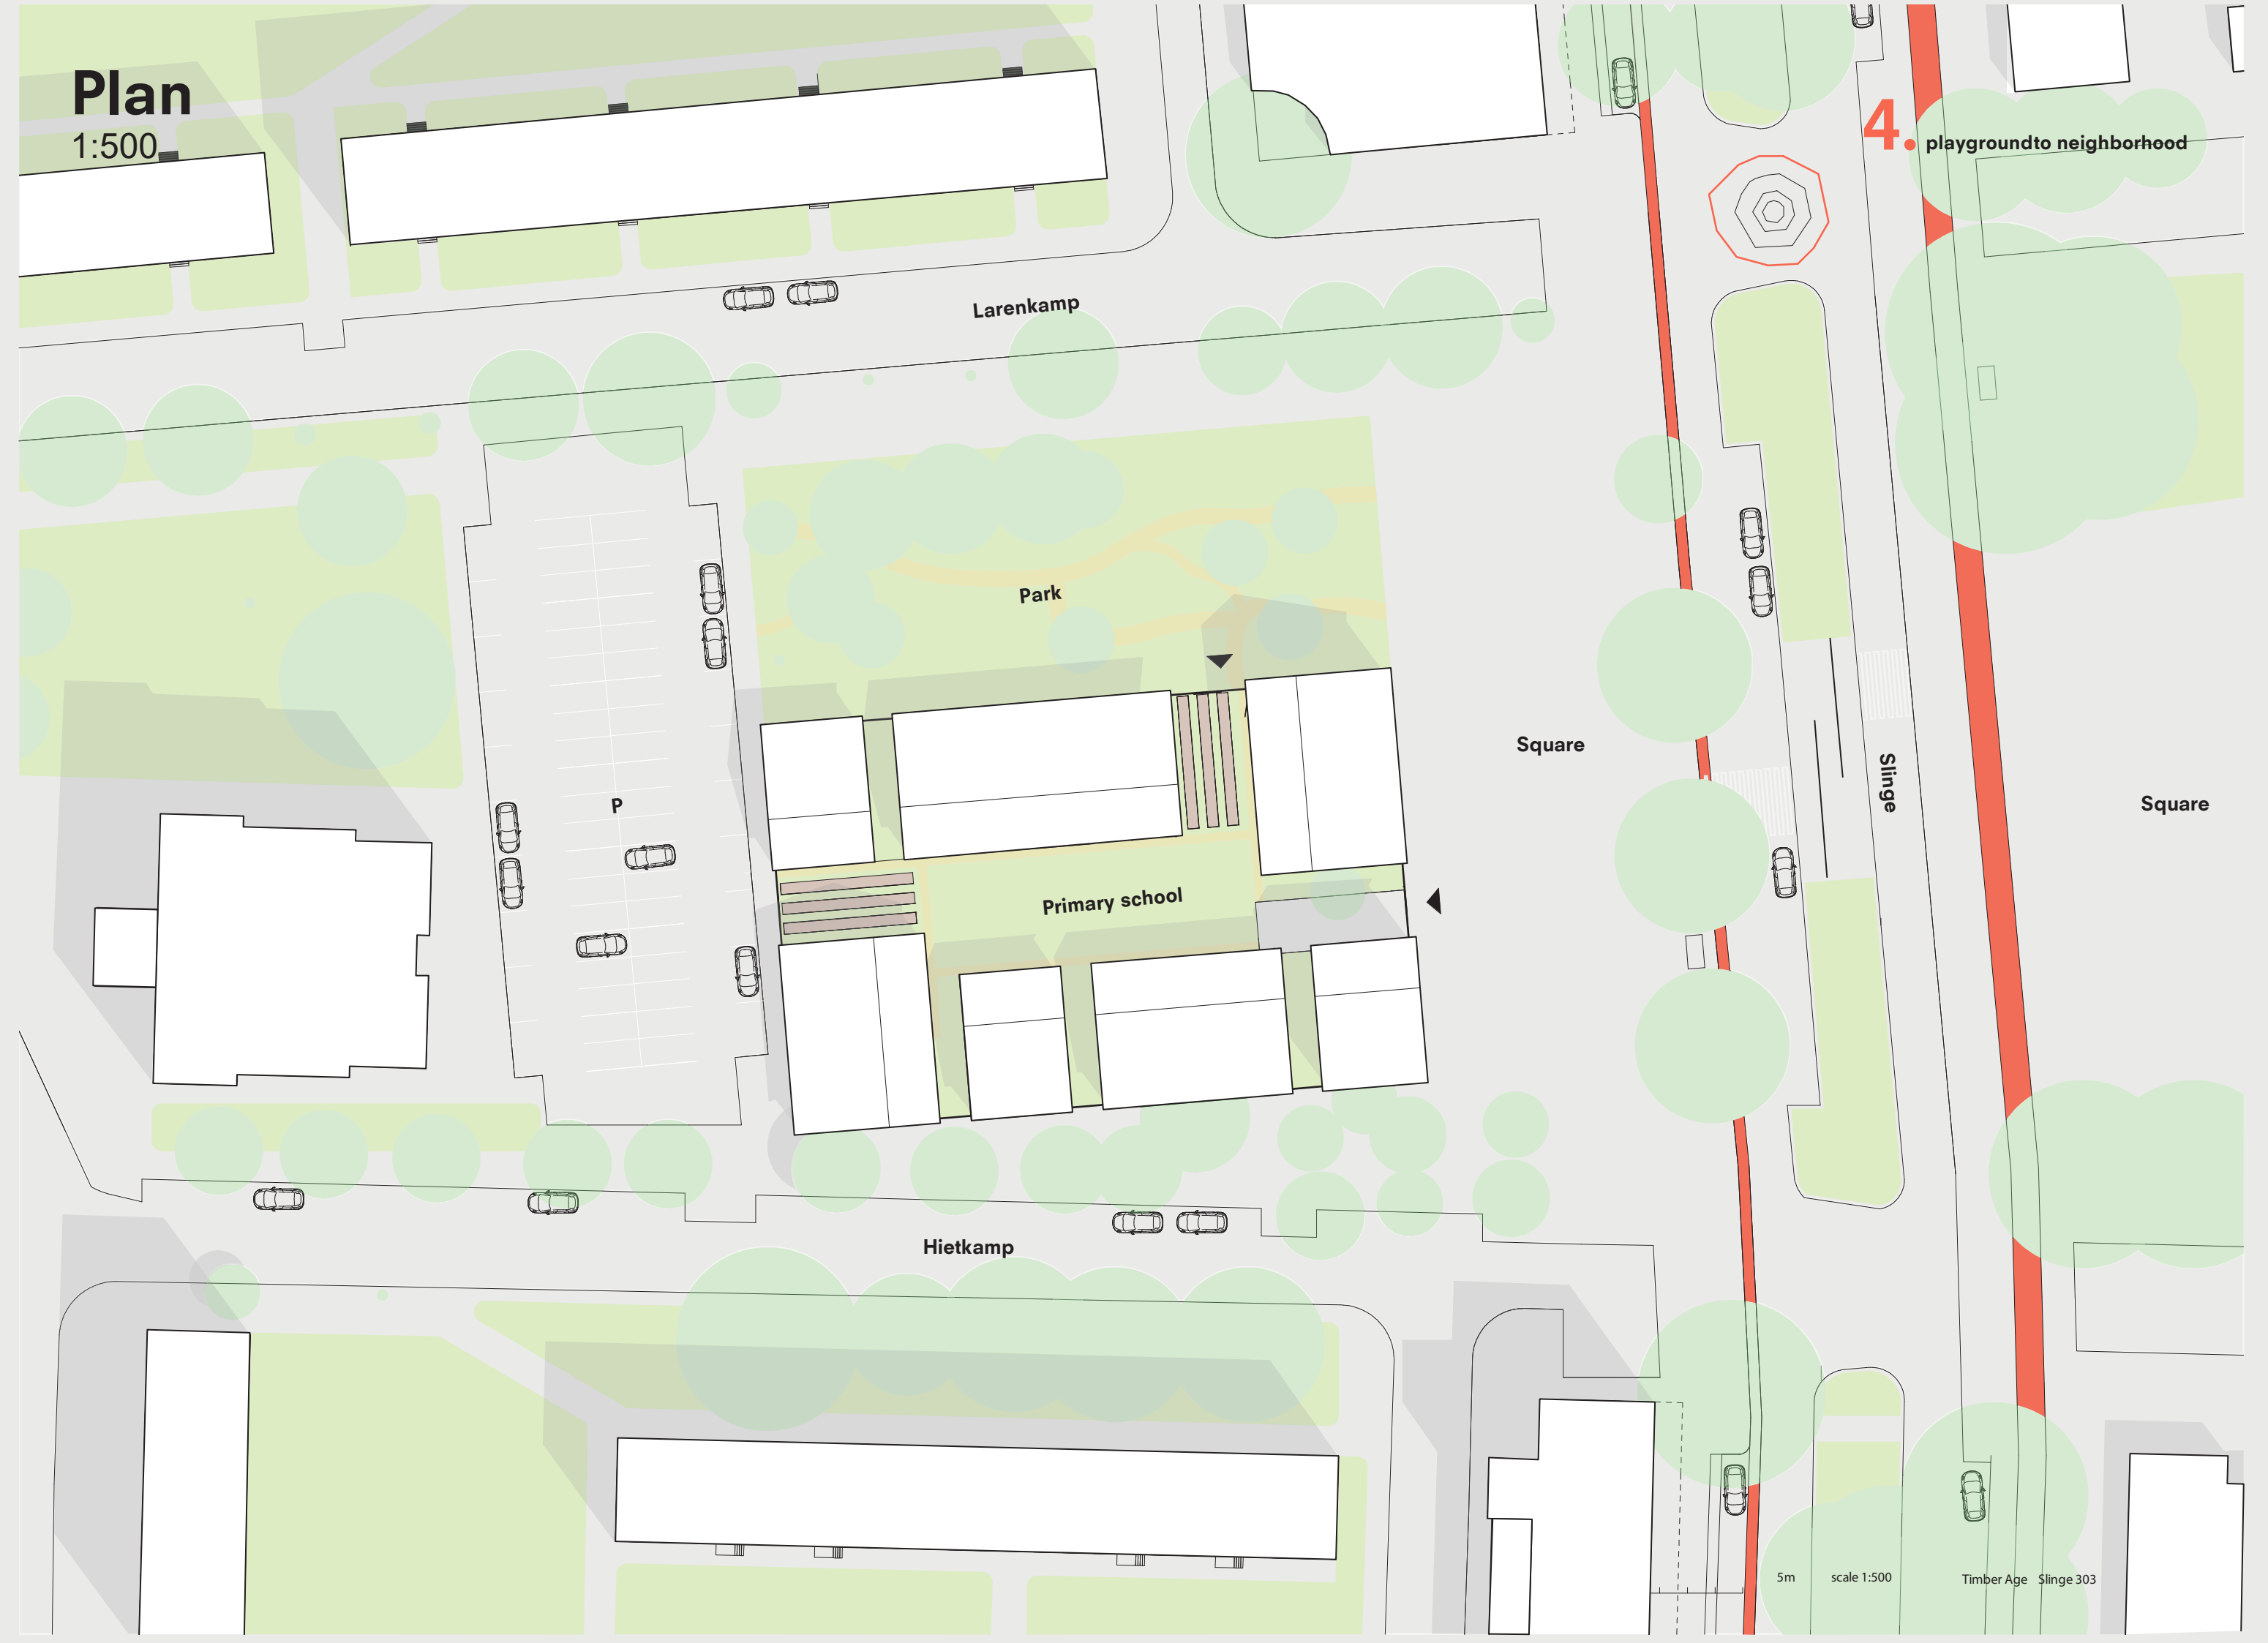 Plan
1:500
4. playgroundto neighborhood
Larenkamp
Park
Square
P
Slinge
Square
Primary school
Hietkamp
5m scale 1:500 Timber Age Slinge 303